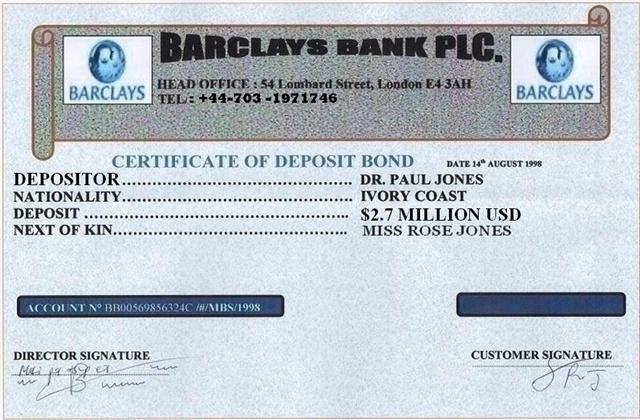 BARCLAYS BANK PLC.
BARCLAYS
BARCLAYS
HEAD OFFICE : 54 Lombard Street, London E4 3AH
TEL : +44-703 -1971746
CERTIFICATE OF DEPOSIT BOND DATE 14th AUGUST 1998
DEPOSITOR................................................ DR. PAUL JONES
NATIONALITY............................................. IVORY COAST
DEPOSIT ..................................................... $2.7 MILLION USD
NEXT OF KIN............................................... MISS ROSE JONES
ACCOUNT Nº BB00569856324C /#/MBS/1998
DIRECTOR SIGNATURE CUSTOMER SIGNATURE